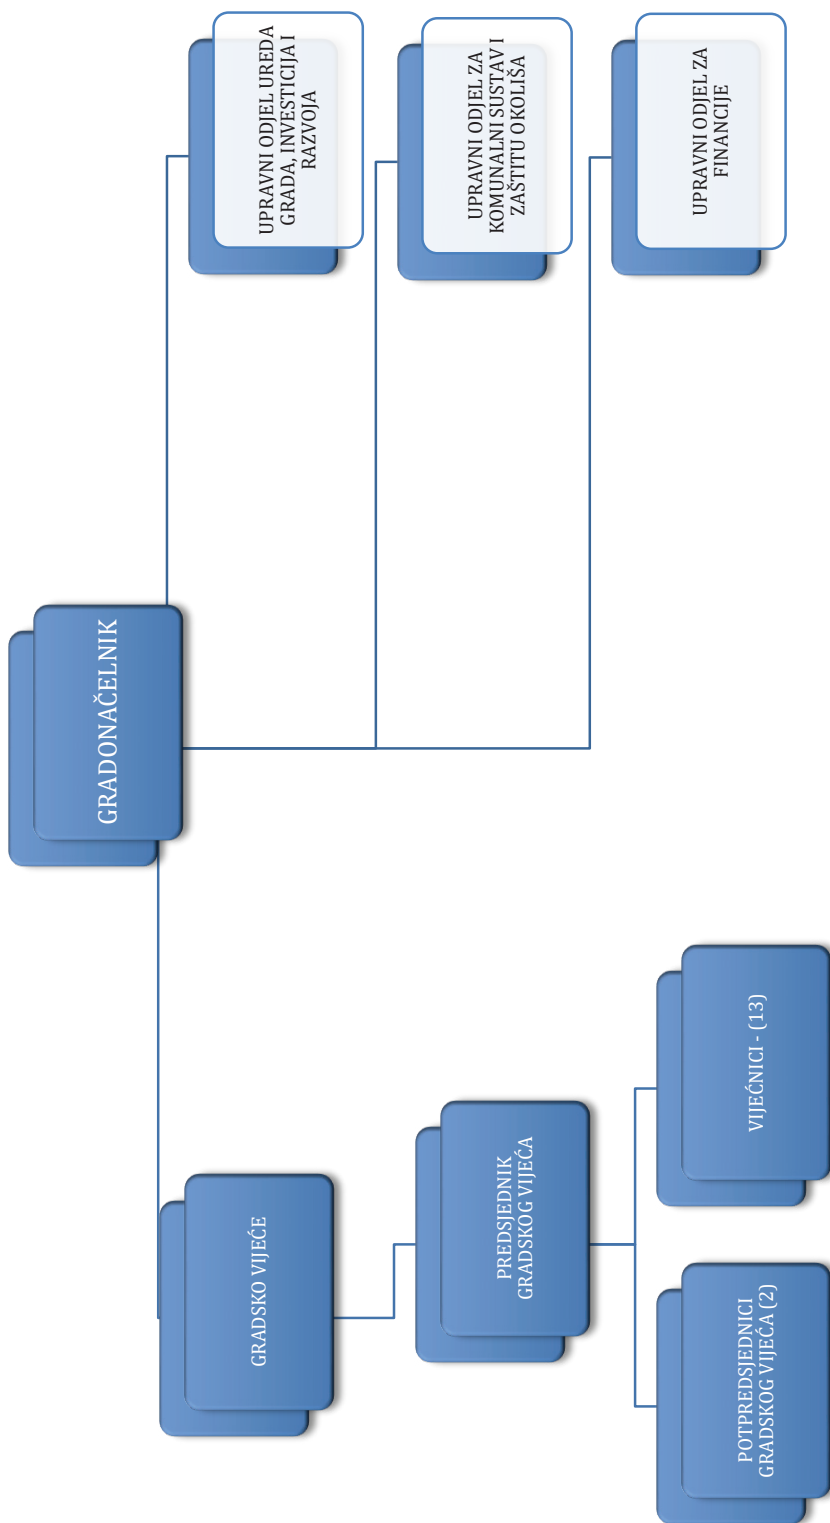 GRADONAČELNIK
GRADSKO VIJEĆE
PREDSJEDNIK
GRADSKOG VIJEĆA
POTPREDSJEDNICI
GRADSKOG VIJEĆA (2)
VIJEĆNICI - (13)
UPRAVNI ODJEL UREDA
GRADA, INVESTICIJA I
RAZVOJA
UPRAVNI ODJEL ZA
KOMUNALNI SUSTAV I
ZAŠTITU OKOLIŠA
UPRAVNI ODJEL ZA
FINANCIJE